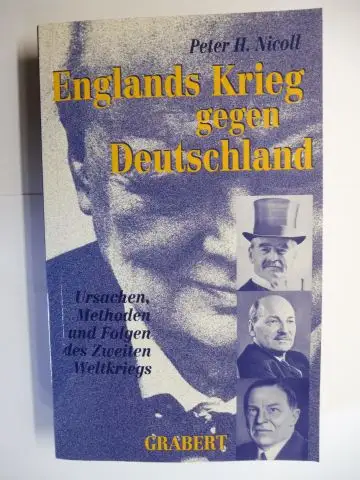 Peter H. Nicoll
Englands Krieg
gegen
Deutschland
Ursachen,
Methoden
und Folgen
des Zweiten
Weltkriegs
GRABERT